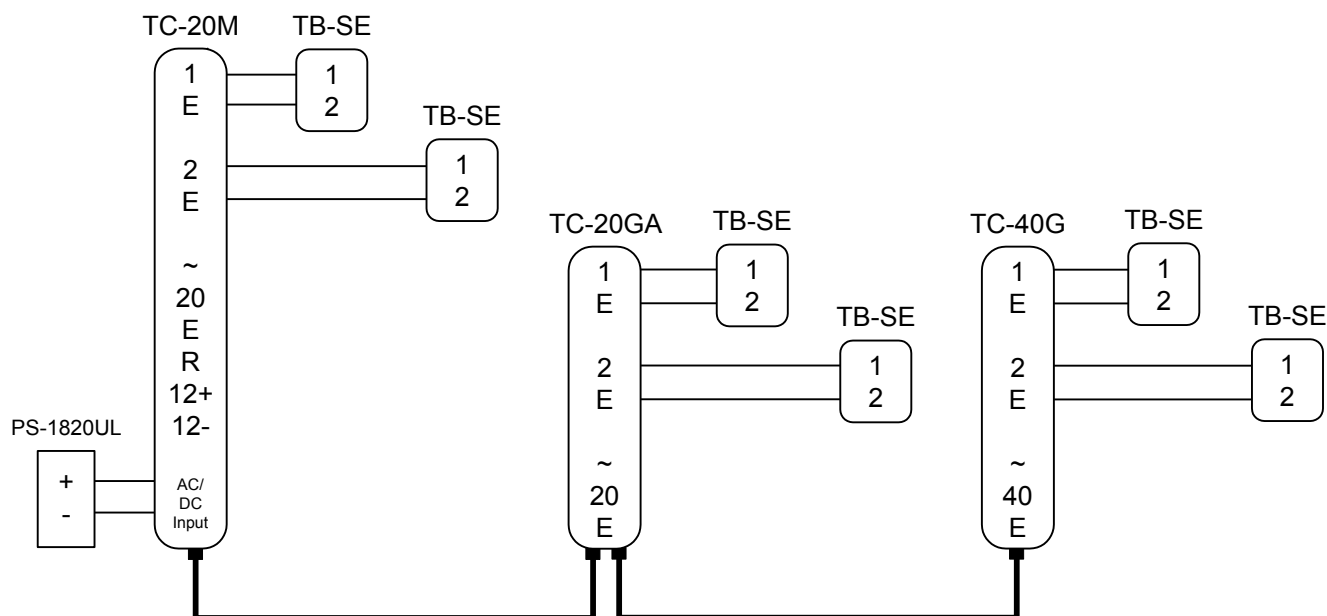 TC-20M
TB-SE
1
E
1
2
TB-SE
2
E
1
2
~
20
E
R
12+
12-
AC/
DC
Input
PS-1820UL
+
-
TC-20GA
TB-SE
1
E
1
2
TB-SE
2
E
1
2
~
20
E
TC-40G
TB-SE
1
E
1
2
TB-SE
2
E
1
2
~
40
E